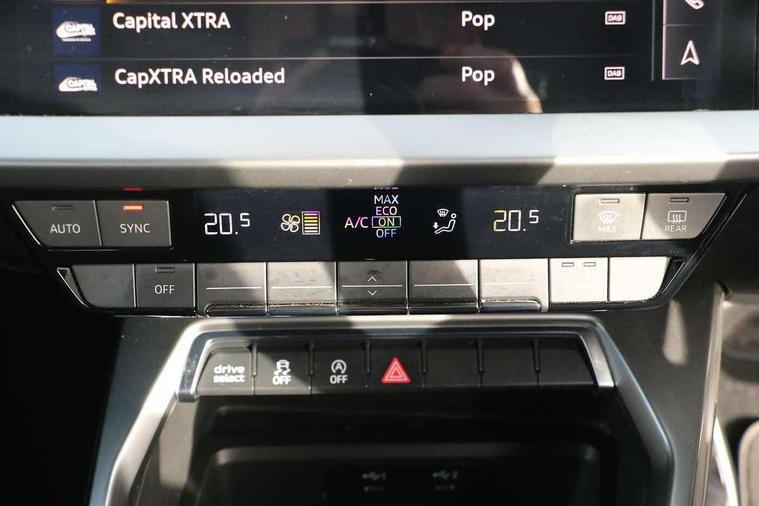 Capital XTRA Pop DAB
CapXTRA Reloaded Pop DAB
AUTO SYNC 20.5 A/C MAX ECO ON OFF 20.5 MAX REAR
OFF
drive select OFF OFF